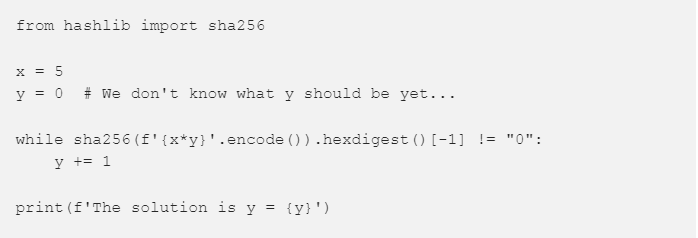 from hashlib import sha256
x = 5
y = 0  # We don't know what y should be yet...
while sha256(f'{x*y}'.encode()).hexdigest()[-1] != "0":
    y += 1
print(f'The solution is y = {y}')